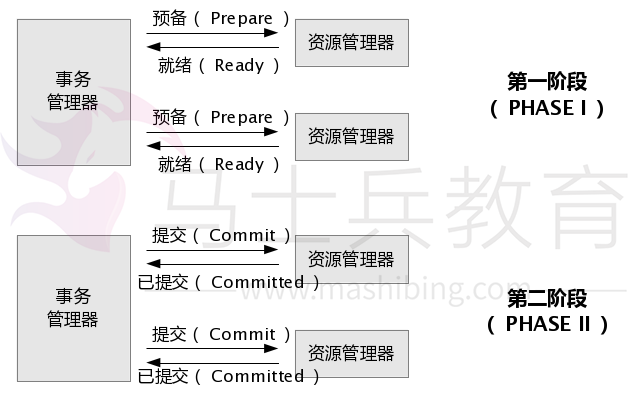 预备（ Prepare ）
资源管理器
就绪（ Ready ）
事务
管理器
第一阶段
（ PHASE I ）
预备（ Prepare ）
资源管理器
就绪（ Ready ）
马士兵教育
www.mashibing.com
提交（ Commit ）
资源管理器
已提交（ Committed ）
事务
管理器
第二阶段
（ PHASE II ）
提交（ Commit ）
资源管理器
已提交（ Committed ）